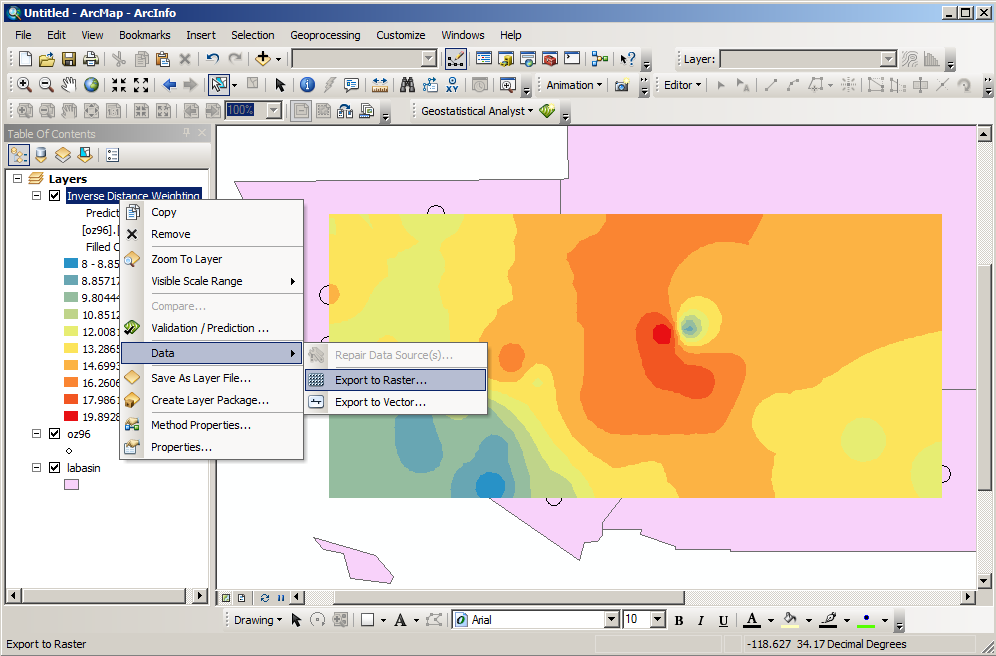 Untitled - ArcMap - ArcInfo
File Edit View Bookmarks Insert Selection Geoprocessing Customize Windows Help
Layer:
Animation Editor
100% Geostatistical Analyst
Table Of Contents
Layers
Inverse Distance Weighting
Predict
[oz96].[
Filled C
8 - 8.85
8.85717
9.80444
10.8512
12.0081
13.2865
14.6993
16.2606
17.9861
19.8928
oz96
labasin
Copy
Remove
Zoom To Layer
Visible Scale Range
Compare...
Validation / Prediction ...
Data
Save As Layer File...
Create Layer Package...
Method Properties...
Properties...
Repair Data Source(s)...
Export to Raster...
Export to Vector...
Drawing A Arial 10 B I U A
Export to Raster
-118.627 34.17 Decimal Degrees